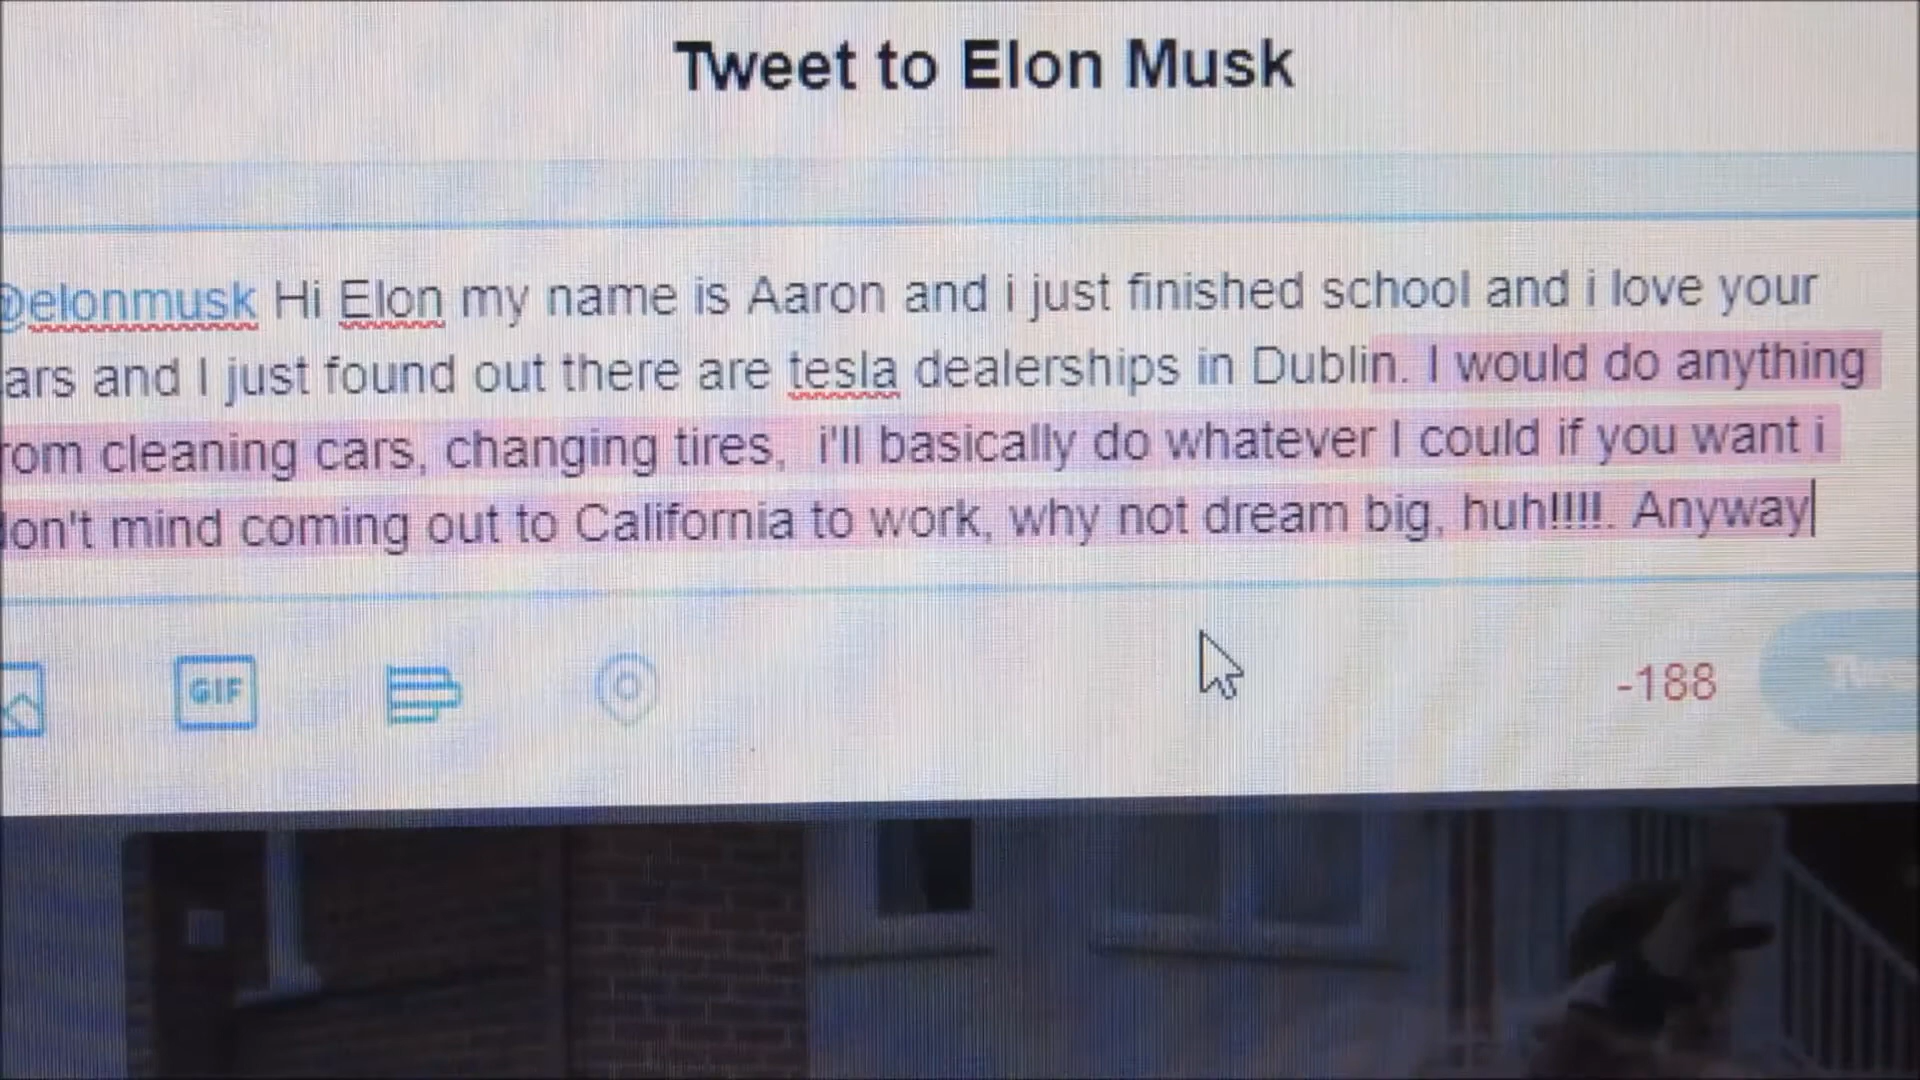 Tweet to Elon Musk
@elonmusk Hi Elon my name is Aaron and i just finished school and i love your
ars and I just found out there are tesla dealerships in Dublin. I would do anything
rom cleaning cars, changing tires, i'll basically do whatever I could if you want i
don't mind coming out to California to work, why not dream big, huh!!!!. Anyway
GIF
-188